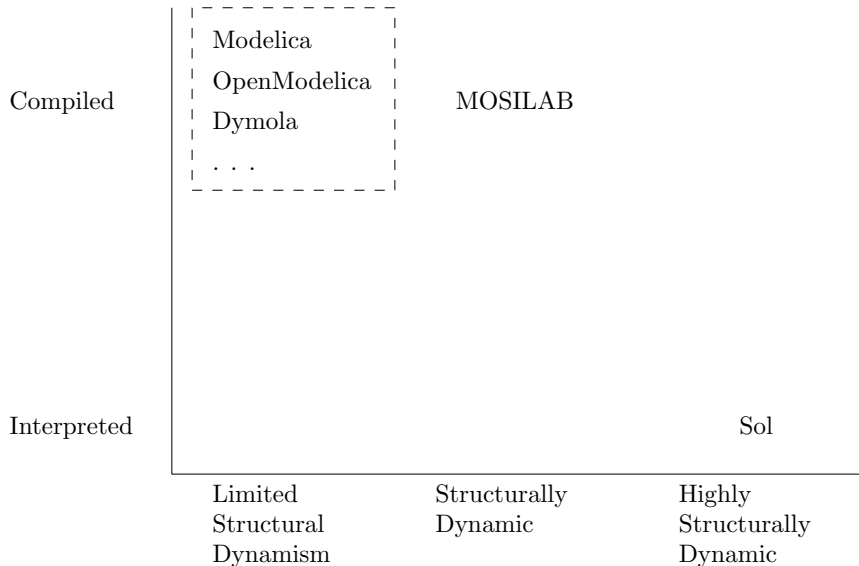 Modelica
OpenModelica
Compiled
MOSILAB
Dymola
. . .
Interpreted
Sol
Limited
Structural
Dynamism
Structurally
Dynamic
Highly
Structurally
Dynamic